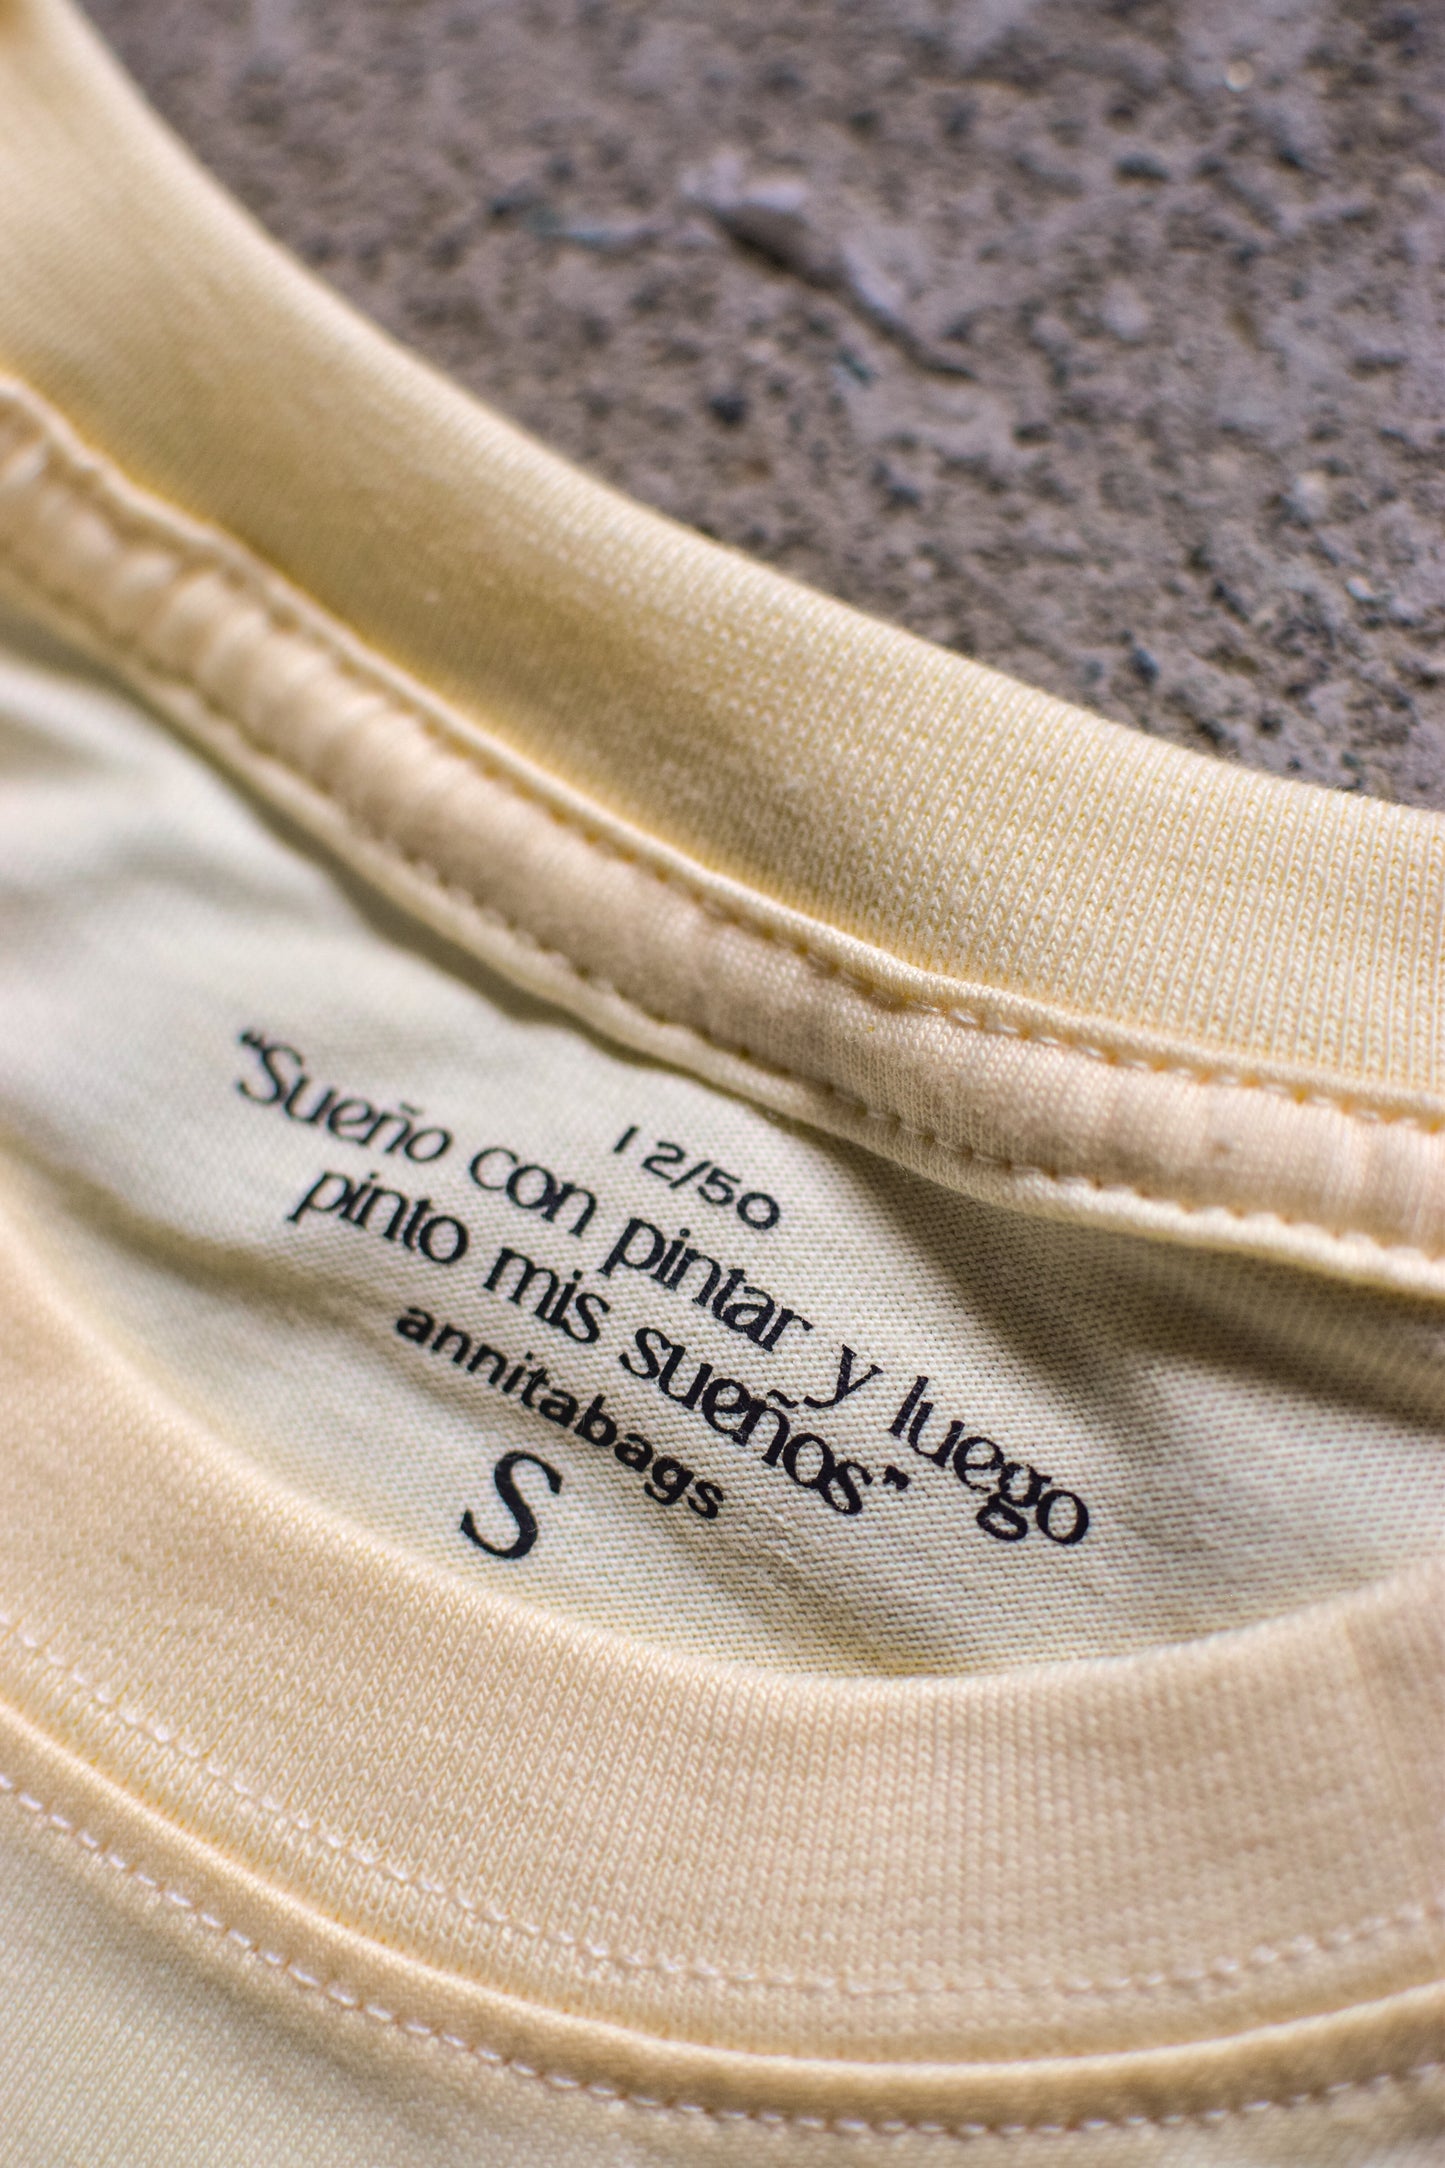 12/50
"Sueño con pintar y luego
pinto mis sueños"
annitabags
S